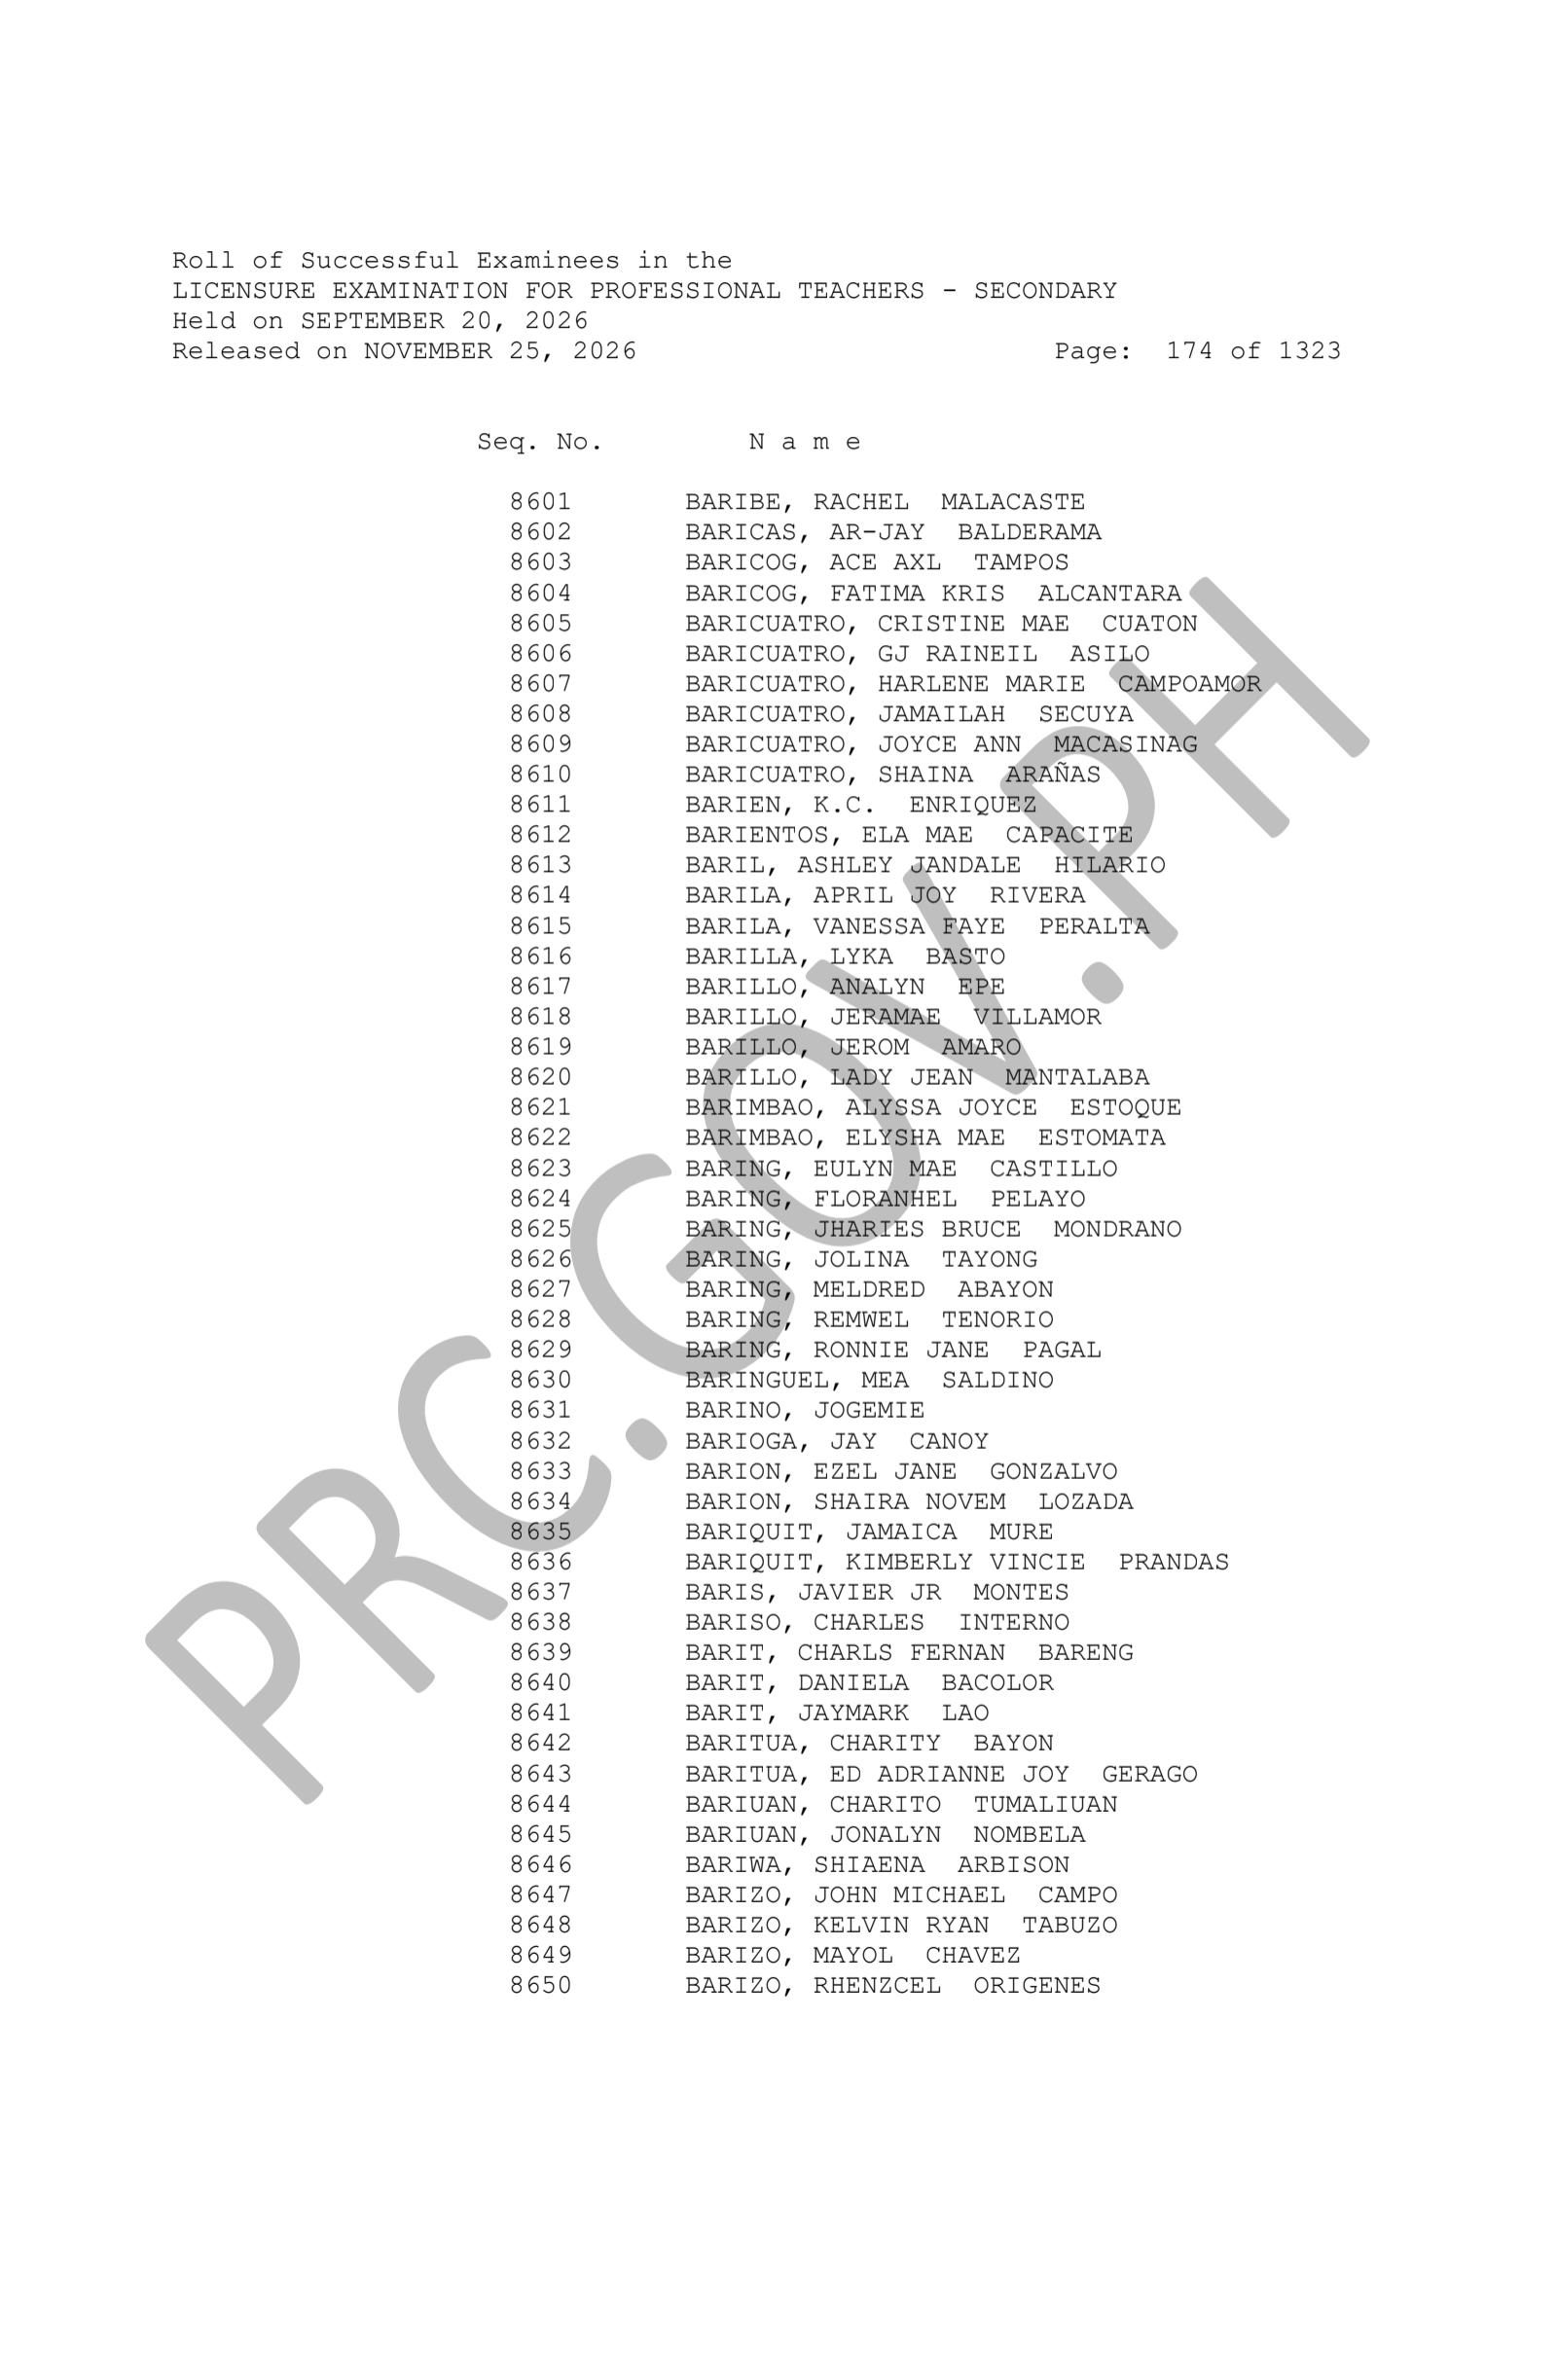 Roll of Successful Examinees in the
LICENSURE EXAMINATION FOR PROFESSIONAL TEACHERS - SECONDARY
Held on SEPTEMBER 20, 2026
Released on NOVEMBER 25, 2026 Page: 174 of 1323
Seq. No. N a m e
8601 BARIBE, RACHEL MALACASTE
8602 BARICAS, AR-JAY BALDERAMA
8603 BARICOG, ACE AXL TAMPOS
8604 BARICOG, FATIMA KRIS ALCANTARA
8605 BARICUATRO, CRISTINE MAE CUATON
8606 BARICUATRO, GJ RAINEIL ASILO
8607 BARICUATRO, HARLENE MARIE CAMPOAMOR
8608 BARICUATRO, JAMAILAH SECUYA
8609 BARICUATRO, JOYCE ANN MACASINAG
8610 BARICUATRO, SHAINA ARAÑAS
8611 BARIEN, K.C. ENRIQUEZ
8612 BARIENTOS, ELA MAE CAPACITE
8613 BARIL, ASHLEY JANDALE HILARIO
8614 BARILA, APRIL JOY RIVERA
8615 BARILA, VANESSA FAYE PERALTA
8616 BARILLA, LYKA BASTO
8617 BARILLO, ANALYN EPE
8618 BARILLO, JERAMAE VILLAMOR
8619 BARILLO, JEROM AMARO
8620 BARILLO, LADY JEAN MANTALABA
8621 BARIMBAO, ALYSSA JOYCE ESTOQUE
8622 BARIMBAO, ELYSHA MAE ESTOMATA
8623 BARING, EULYN MAE CASTILLO
8624 BARING, FLORANHEL PELAYO
8625 BARING, JHARIES BRUCE MONDRANO
8626 BARING, JOLINA TAYONG
8627 BARING, MELDRED ABAYON
8628 BARING, REMWEL TENORIO
8629 BARING, RONNIE JANE PAGAL
8630 BARINGUEL, MEA SALDINO
8631 BARINO, JOGEMIE
8632 BARIOGA, JAY CANOY
8633 BARION, EZEL JANE GONZALVO
8634 BARION, SHAIRA NOVEM LOZADA
8635 BARIQUIT, JAMAICA MURE
8636 BARIQUIT, KIMBERLY VINCIE PRANDAS
8637 BARIS, JAVIER JR MONTES
8638 BARISO, CHARLES INTERNO
8639 BARIT, CHARLS FERNAN BARENG
8640 BARIT, DANIELA BACOLOR
8641 BARIT, JAYMARK LAO
8642 BARITUA, CHARITY BAYON
8643 BARITUA, ED ADRIANNE JOY GERAGO
8644 BARIUAN, CHARITO TUMALIUAN
8645 BARIUAN, JONALYN NOMBELA
8646 BARIWA, SHIAENA ARBISON
8647 BARIZO, JOHN MICHAEL CAMPO
8648 BARIZO, KELVIN RYAN TABUZO
8649 BARIZO, MAYOL CHAVEZ
8650 BARIZO, RHENZCEL ORIGENES
PRC.GOV.PH